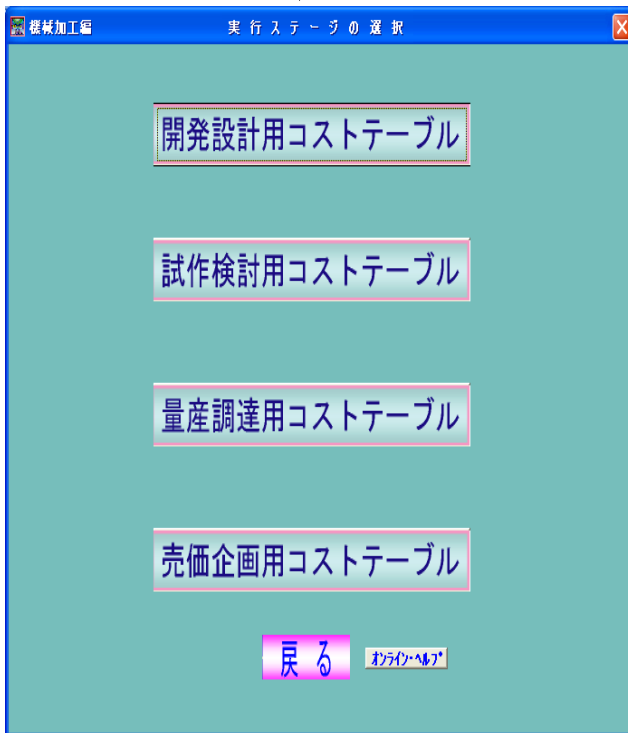 機械加工編 実行ステージの選択
開発設計用コストテーブル
試作検討用コストテーブル
量産調達用コストテーブル
売価企画用コストテーブル
戻る オンライン・ヘルプ